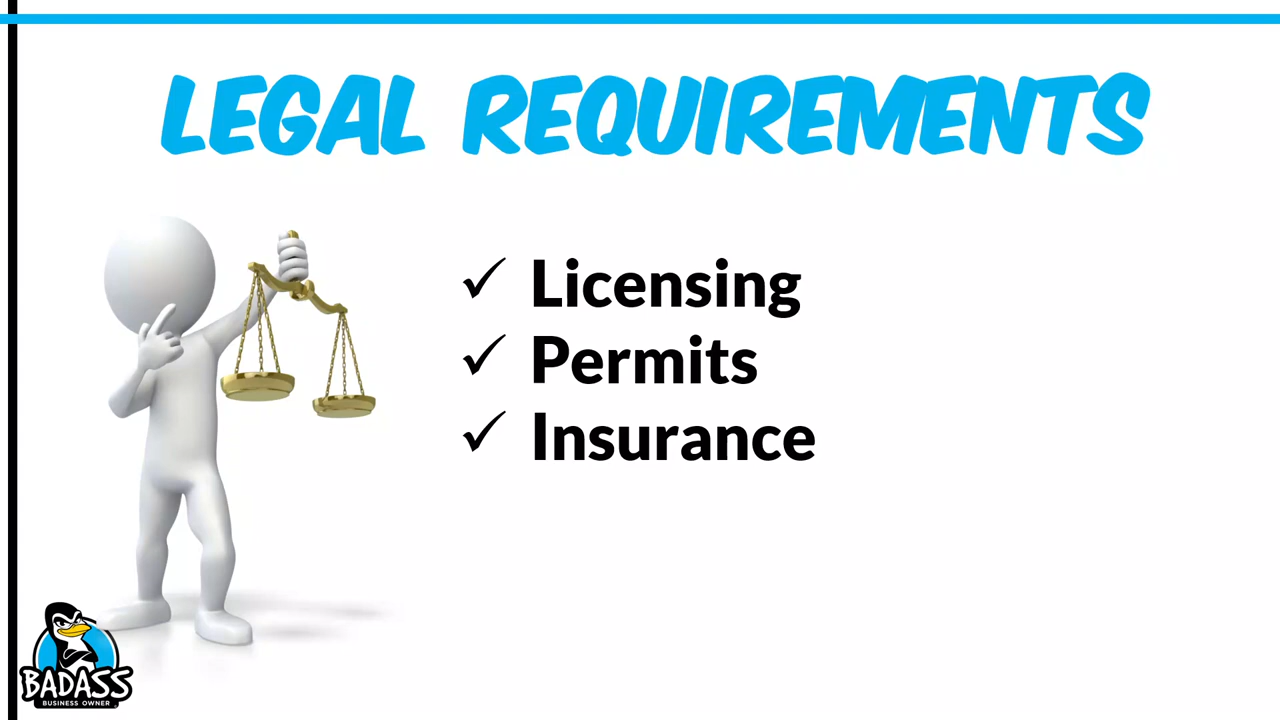 LEGAL REQUIREMENTS
✓ Licensing
✓ Permits
✓ Insurance
BADASS
BUSINESS OWNER